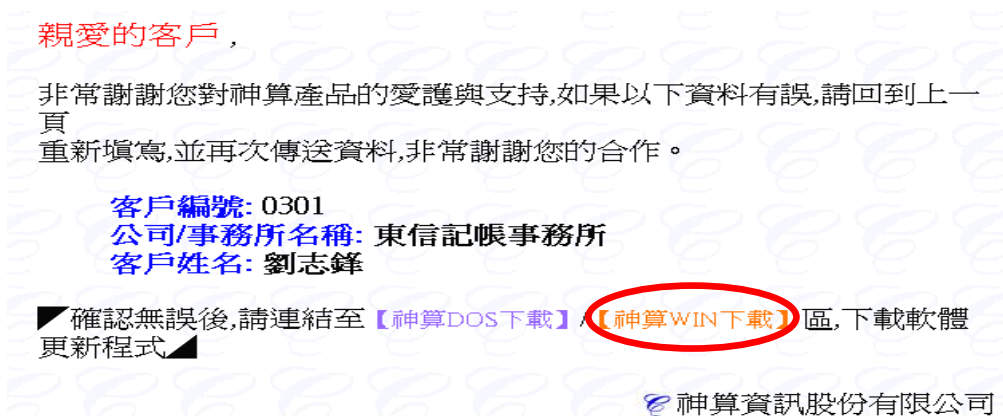 親愛的客戶,
非常謝謝您對神算產品的愛護與支持,如果以下資料有誤,請回到上一
頁
重新填寫,並再次傳送資料,非常謝謝您的合作。
客戶編號: 0301
公司/事務所名稱: 東信記帳事務所
客戶姓名: 劉志鋒
◤確認無誤後,請連結至【神算DOS下載】/【神算WIN下載】區,下載軟體
更新程式◢
神算資訊股份有限公司